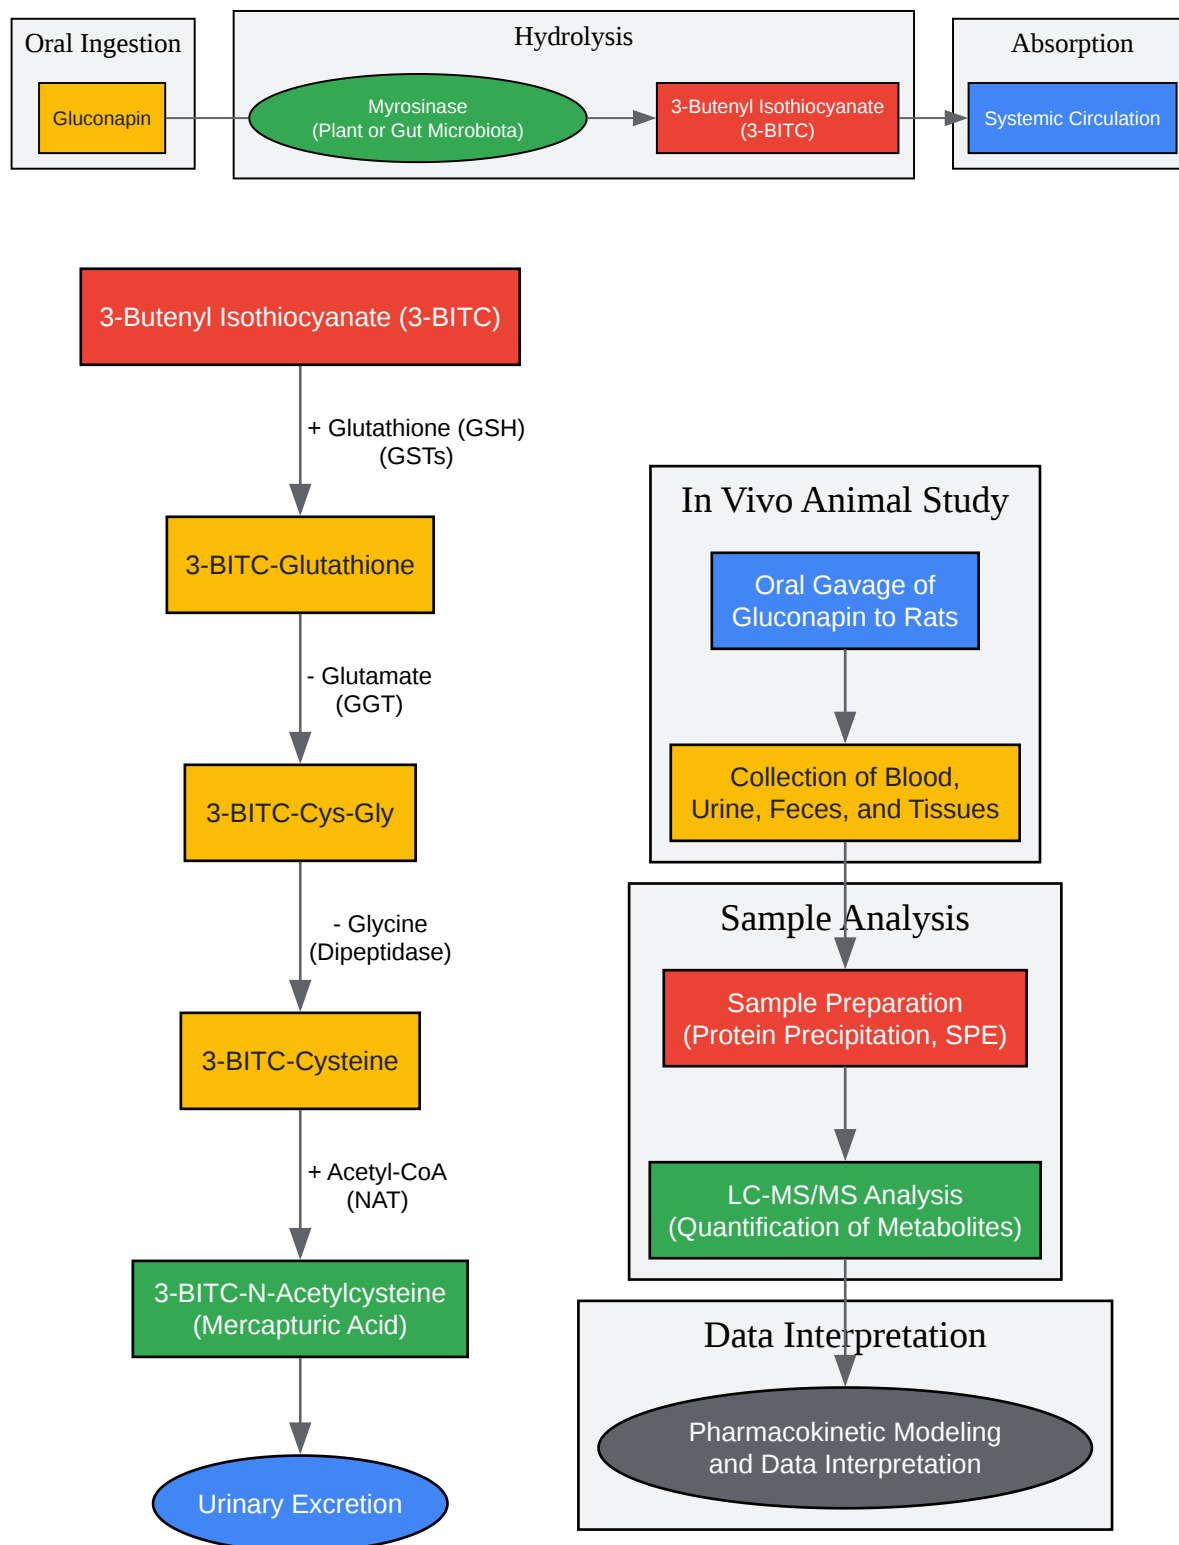 Oral Ingestion
Gluconapin
Hydrolysis
Myrosinase
(Plant or Gut Microbiota)
3-Butenyl Isothiocyanate
(3-BITC)
Absorption
Systemic Circulation
3-Butenyl Isothiocyanate (3-BITC)
+ Glutathione (GSH)
(GSTs)
3-BITC-Glutathione
- Glutamate
(GGT)
3-BITC-Cys-Gly
- Glycine
(Dipeptidase)
3-BITC-Cysteine
+ Acetyl-CoA
(NAT)
3-BITC-N-Acetylcysteine
(Mercapturic Acid)
Urinary Excretion
In Vivo Animal Study
Oral Gavage of
Gluconapin to Rats
Collection of Blood,
Urine, Feces, and Tissues
Sample Analysis
Sample Preparation
(Protein Precipitation, SPE)
LC-MS/MS Analysis
(Quantification of Metabolites)
Data Interpretation
Pharmacokinetic Modeling
and Data Interpretation